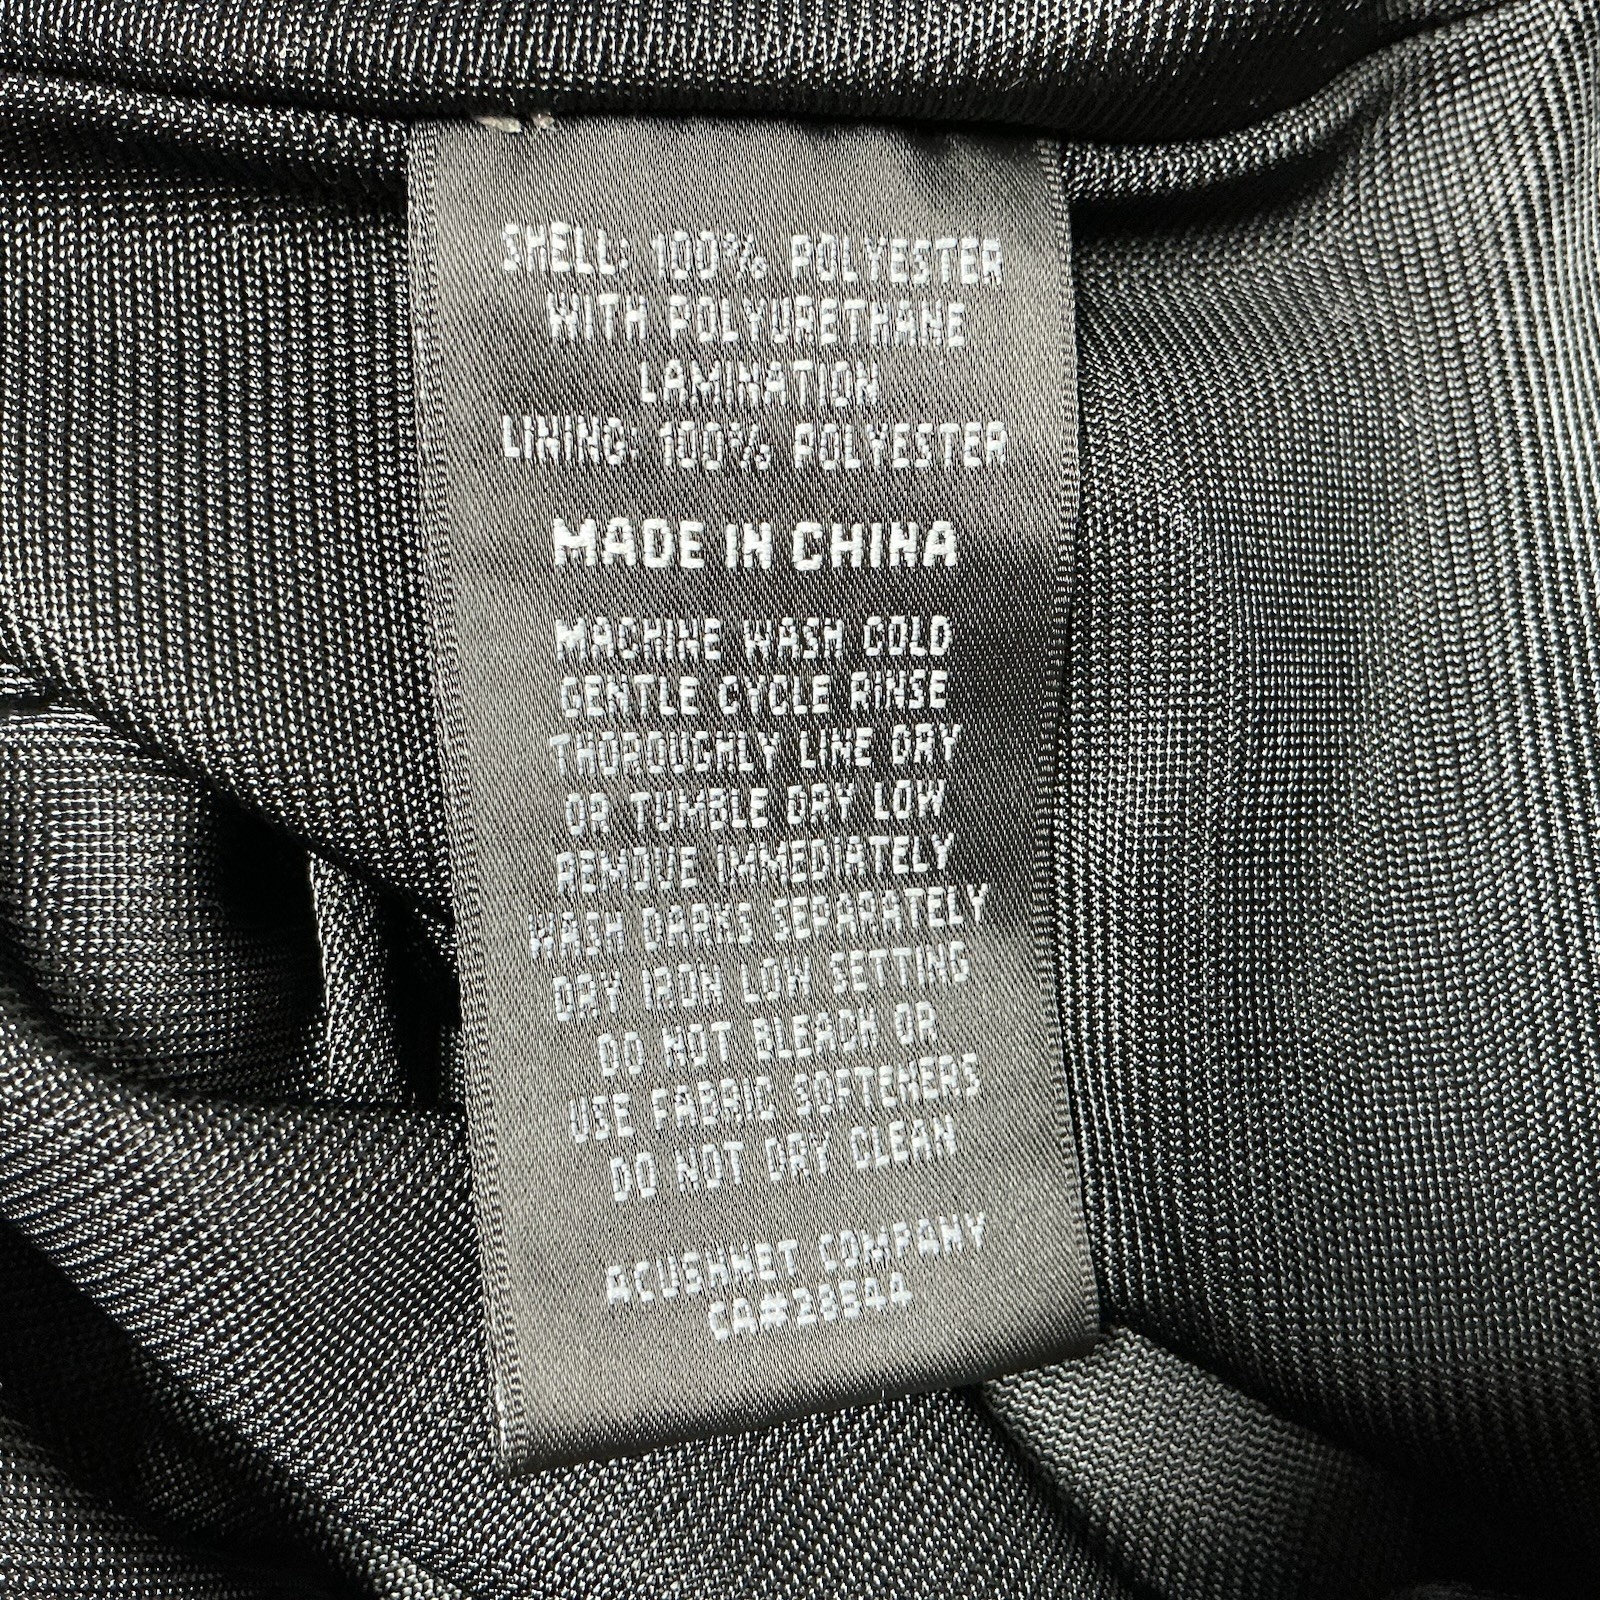 SHELL: 100% POLYESTER
WITH POLYURETHANE
LAMINATION
LINING: 100% POLYESTER
MADE IN CHINA
MACHINE WASH COLD
GENTLE CYCLE RINSE
THOROUGHLY LINE DRY
OR TUMBLE DRY LOW
REMOVE IMMEDIATELY
WASH DARKS SEPARATELY
DRY IRON LOW SETTING
DO NOT BLEACH OR
USE FABRIC SOFTENERS
DO NOT DRY CLEAN
ACUSHNET COMPANY
CA#28544